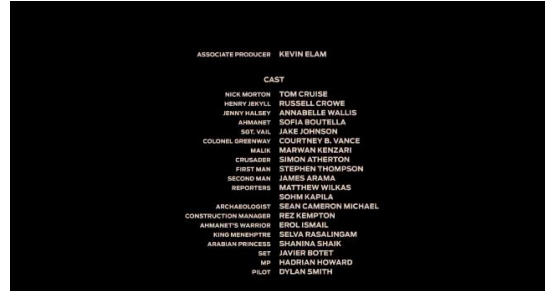 ASSOCIATE PRODUCER KEVIN ELAM
CAST
NICK MORTON TOM CRUISE
HENRY JEKYLL RUSSELL CROWE
JENNY HALSEY ANNABELLE WALLIS
AHMANET SOFIA BOUTELLA
SGT. VAIL JAKE JOHNSON
COLONEL GREENWAY COURTNEY B. VANCE
MALIK MARWAN KENZARI
CRUSADER SIMON ATHERTON
FIRST MAN STEPHEN THOMPSON
SECOND MAN JAMES ARAMA
REPORTERS MATTHEW WILKAS
SOHM KAPILA
ARCHAEOLOGIST SEAN CAMERON MICHAEL
CONSTRUCTION MANAGER REZ KEMPTON
AHMANET'S WARRIOR EROL ISMAIL
KING MENEHPTRE SELVA RASALINGAM
ARABIAN PRINCESS SHANINA SHAIK
SET JAVIER BOTET
MP HADRIAN HOWARD
PILOT DYLAN SMITH